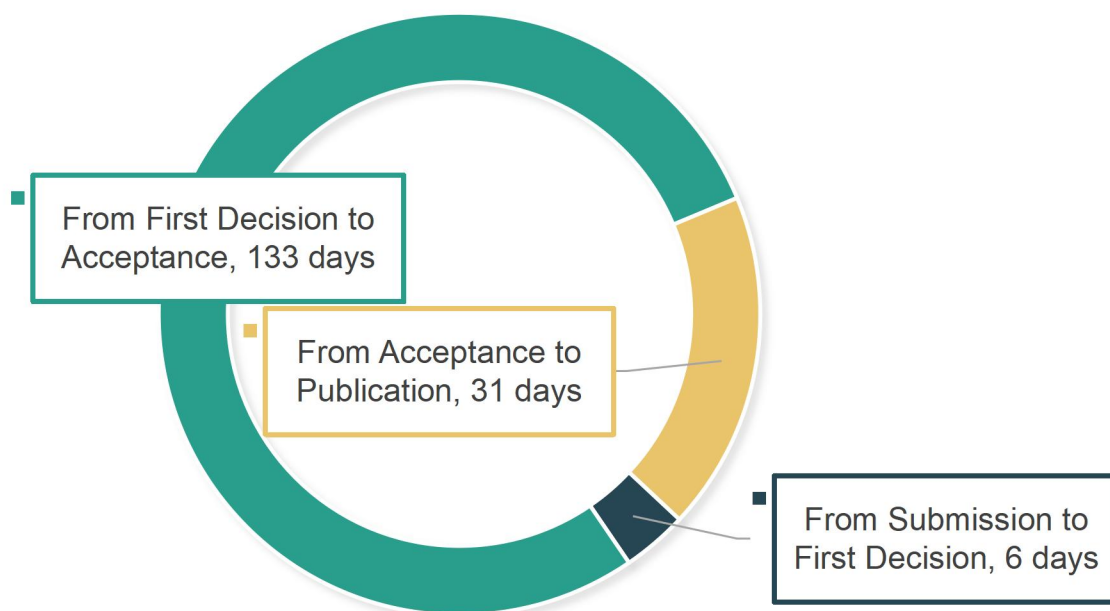 From First Decision to
Acceptance, 133 days
From Acceptance to
Publication, 31 days
From Submission to
First Decision, 6 days